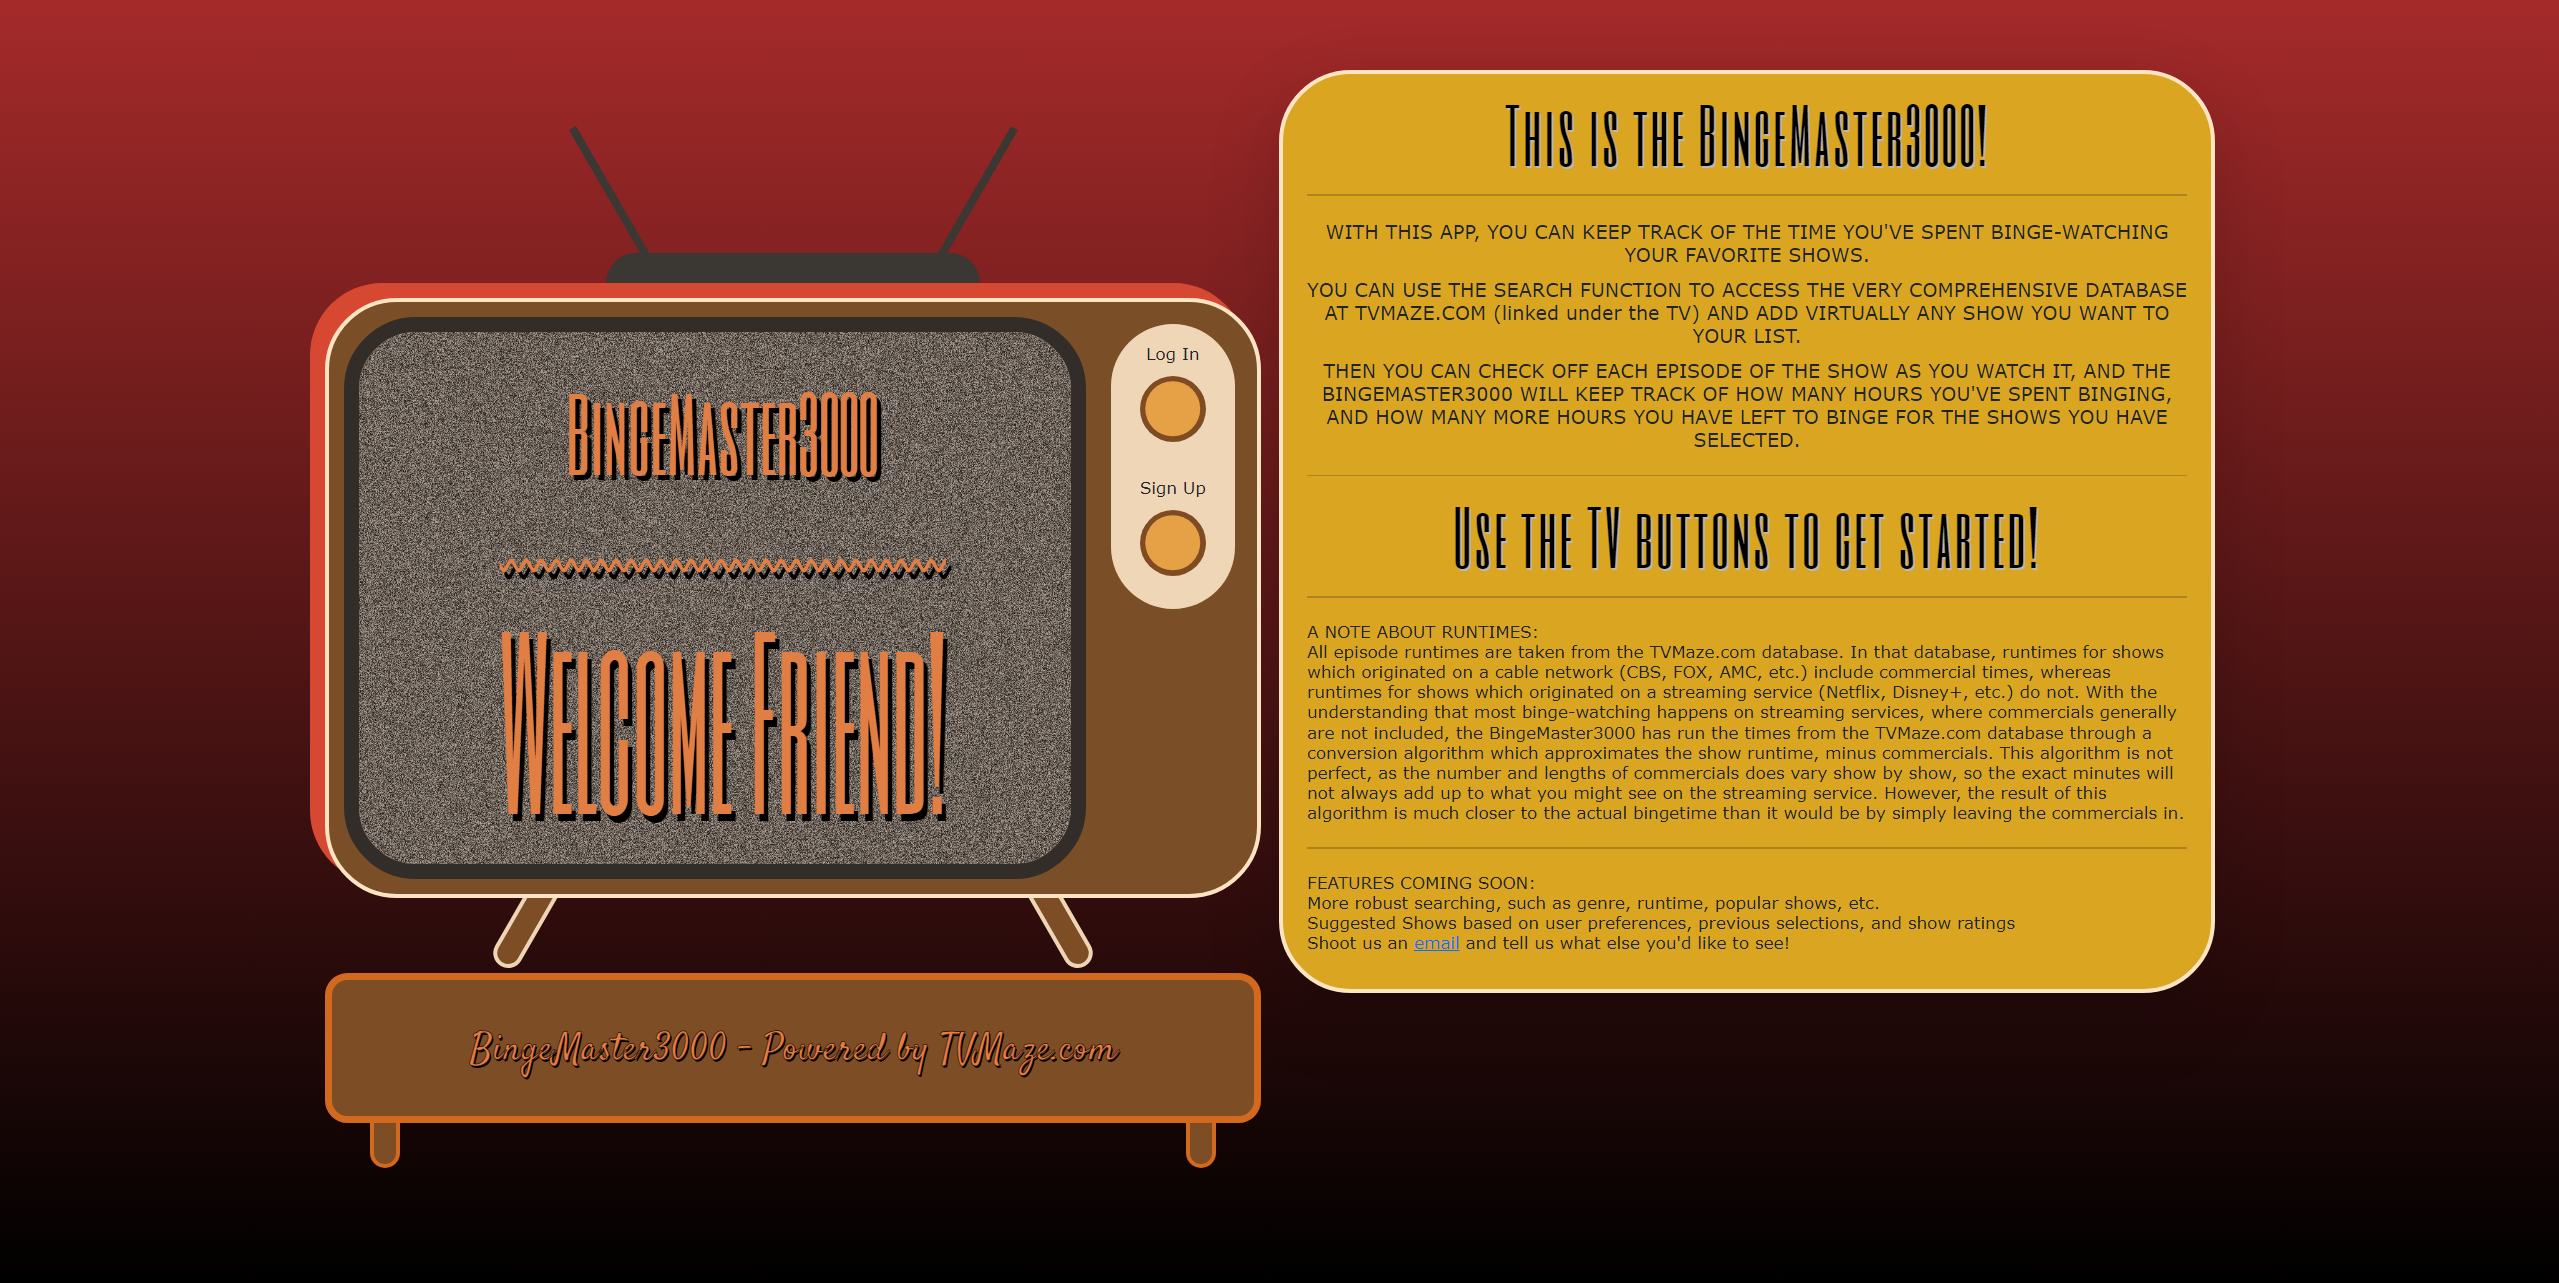 BingeMaster3000
Welcome Friend!
Log In
Sign Up
BingeMaster3000 - Powered by TVMaze.com
This is the BingeMaster3000!
WITH THIS APP, YOU CAN KEEP TRACK OF THE TIME YOU'VE SPENT BINGE-WATCHING
YOUR FAVORITE SHOWS.
YOU CAN USE THE SEARCH FUNCTION TO ACCESS THE VERY COMPREHENSIVE DATABASE
AT TVMAZE.COM (linked under the TV) AND ADD VIRTUALLY ANY SHOW YOU WANT TO
YOUR LIST.
THEN YOU CAN CHECK OFF EACH EPISODE OF THE SHOW AS YOU WATCH IT, AND THE
BINGEMASTER3000 WILL KEEP TRACK OF HOW MANY HOURS YOU'VE SPENT BINGING,
AND HOW MANY MORE HOURS YOU HAVE LEFT TO BINGE FOR THE SHOWS YOU HAVE
SELECTED.
Use the TV buttons to get started!
A NOTE ABOUT RUNTIMES:
All episode runtimes are taken from the TVMaze.com database. In that database, runtimes for shows
which originated on a cable network (CBS, FOX, AMC, etc.) include commercial times, whereas
runtimes for shows which originated on a streaming service (Netflix, Disney+, etc.) do not. With the
understanding that most binge-watching happens on streaming services, where commercials generally
are not included, the BingeMaster3000 has run the times from the TVMaze.com database through a
conversion algorithm which approximates the show runtime, minus commercials. This algorithm is not
perfect, as the number and lengths of commercials does vary show by show, so the exact minutes will
not always add up to what you might see on the streaming service. However, the result of this
algorithm is much closer to the actual bingetime than it would be by simply leaving the commercials in.
FEATURES COMING SOON:
More robust searching, such as genre, runtime, popular shows, etc.
Suggested Shows based on user preferences, previous selections, and show ratings
Shoot us an email and tell us what else you'd like to see!